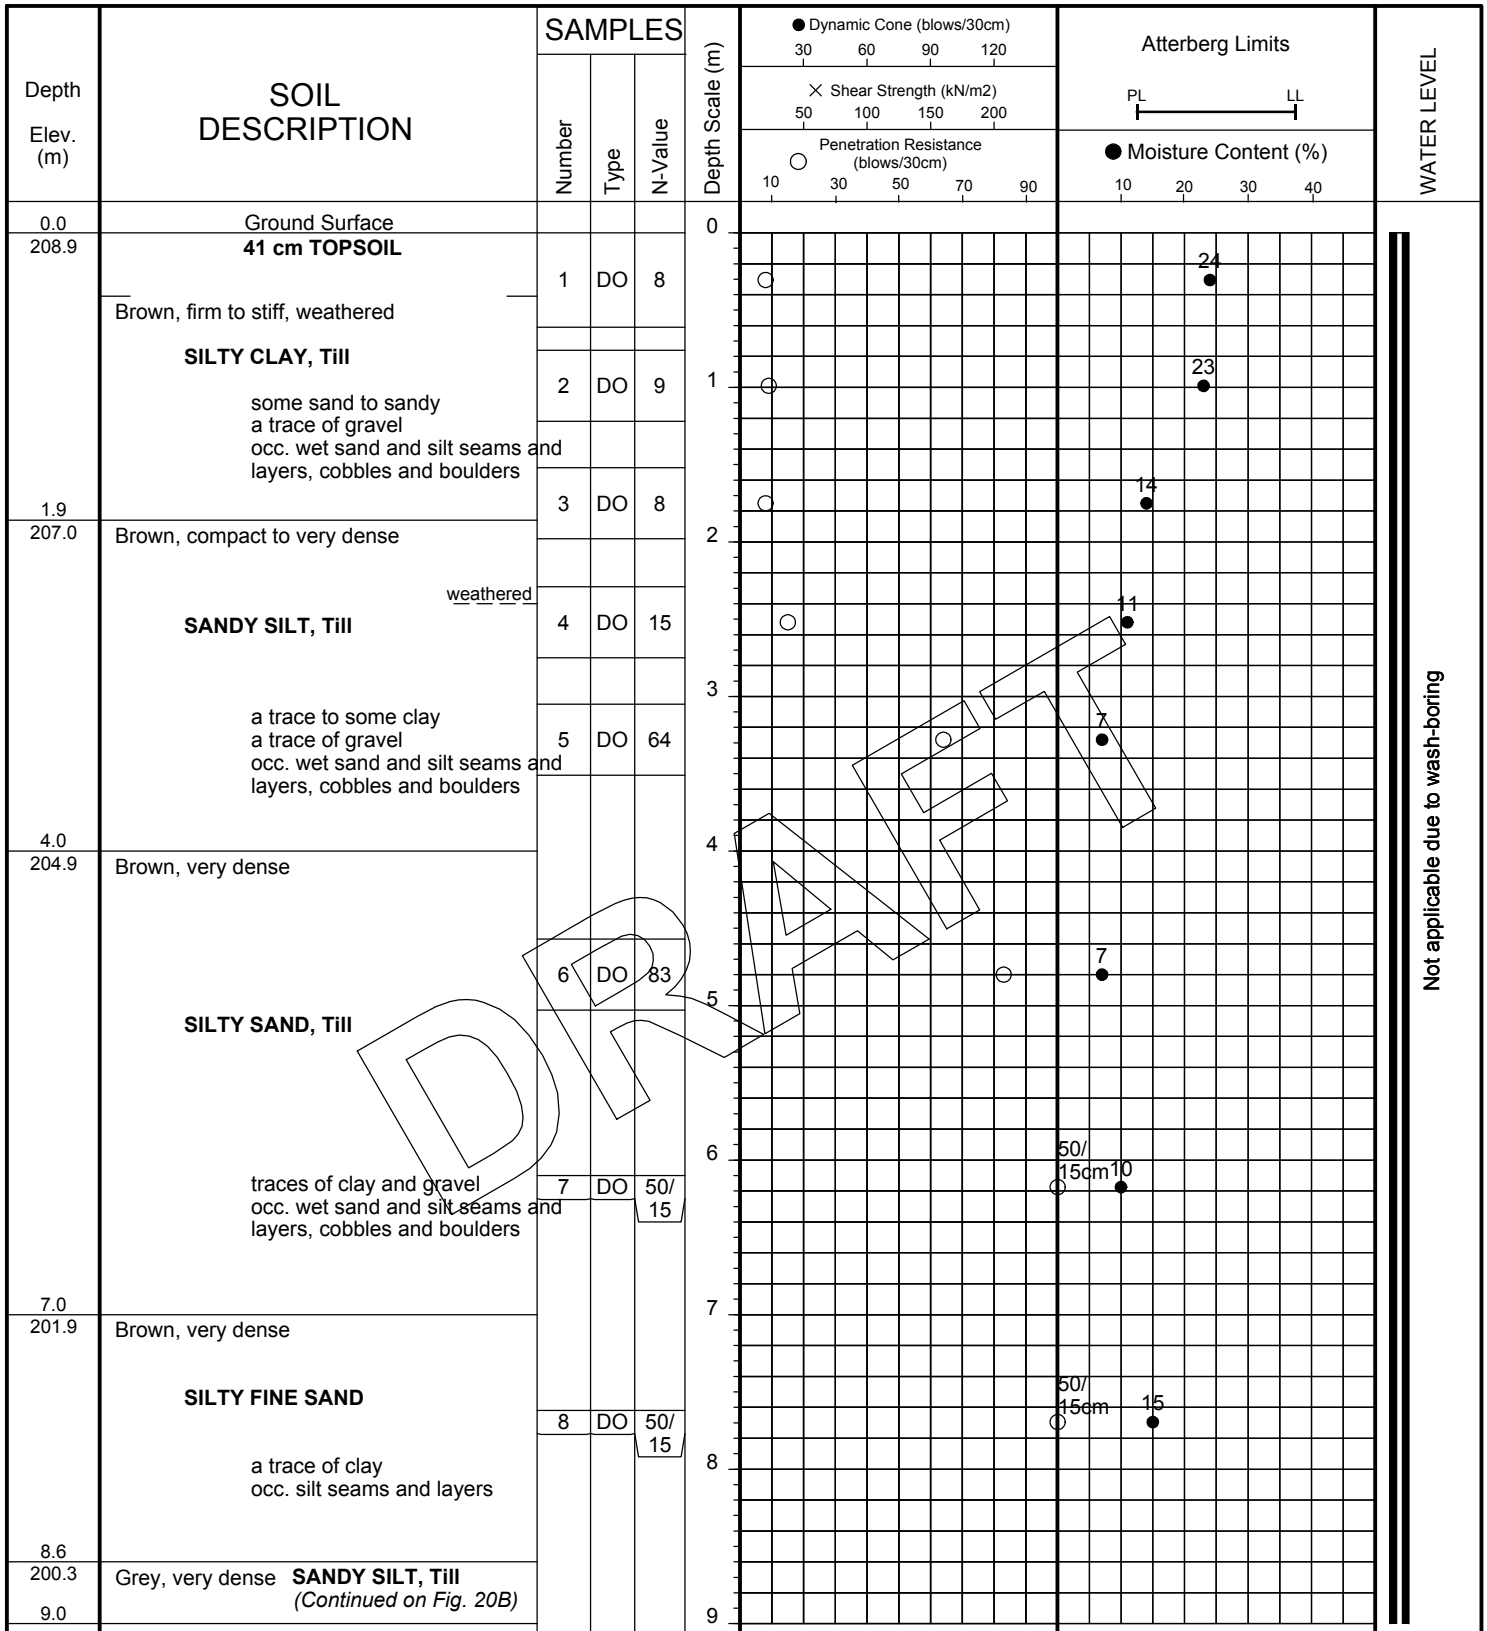 Depth
Elev.
(m)
SOIL
DESCRIPTION
SAMPLES
Number
Type
N-Value
Depth Scale (m)
Dynamic Cone (blows/30cm)
30 60 90 120
Shear Strength (kN/m2)
50 100 150 200
Penetration Resistance
(blows/30cm)
10 30 50 70 90
Atterberg Limits
PL LL
Moisture Content (%)
10 20 30 40
WATER LEVEL
0.0 Ground Surface 0
208.9 41 cm TOPSOIL
24
1 DO 8
Brown, firm to stiff, weathered
SILTY CLAY, Till
23
2 DO 9 1
some sand to sandy
a trace of gravel
occ. wet sand and silt seams and
layers, cobbles and boulders
14
3 DO 8
1.9
207.0 Brown, compact to very dense 2
weathered
11
SANDY SILT, Till 4 DO 15
3
a trace to some clay
7
a trace of gravel 5 DO 64
occ. wet sand and silt seams and
layers, cobbles and boulders
4.0 4
204.9 Brown, very dense
7
6 DO 83
5
SILTY SAND, Till
6 50/
15cm 10
traces of clay and gravel 7 DO 50/
occ. wet sand and silt seams and 15
layers, cobbles and boulders
7.0 7
201.9 Brown, very dense
SILTY FINE SAND 50/
15cm 15
8 DO 50/
15
a trace of clay 8
occ. silt seams and layers
8.6
200.3 Grey, very dense SANDY SILT, Till
(Continued on Fig. 20B)
9.0 9
Not applicable due to wash-boring
DRAFT